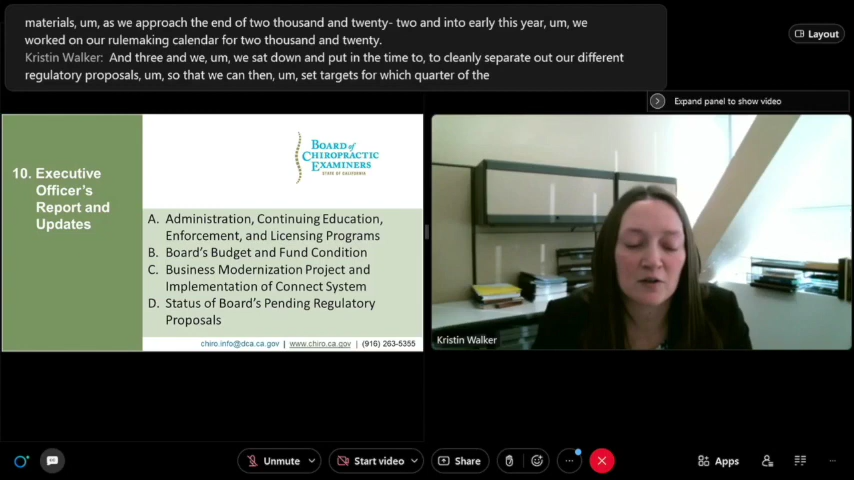 materials, um, as we approach the end of two thousand and twenty- two and into early this year, um, we
worked on our rulemaking calendar for two thousand and twenty.
Kristin Walker: And three and we, um, we sat down and put in the time to, to cleanly separate out our different
regulatory proposals, um, so that we can then, um, set targets for which quarter of the
Layout
Expand panel to show video
10. Executive
Officer's
Report and
Updates
BOARD of
CHIROPRACTIC
EXAMINERS
STATE OF CALIFORNIA
A. Administration, Continuing Education,
Enforcement, and Licensing Programs
B. Board's Budget and Fund Condition
C. Business Modernization Project and
Implementation of Connect System
D. Status of Board's Pending Regulatory
Proposals
chiro.info@dca.ca.gov | www.chiro.ca.gov | (916) 263-5355
Kristin Walker
Unmute
Start video
Share
Apps